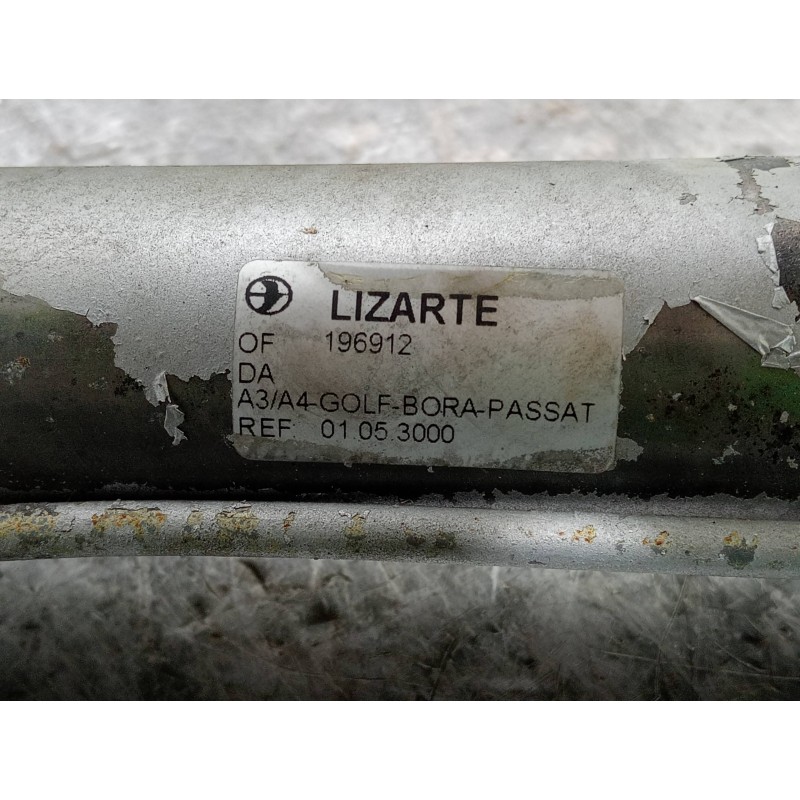 LIZARTE
OF 196912
DA
A3/A4-GOLF-BORA-PASSAT
REF: 01.05.3000